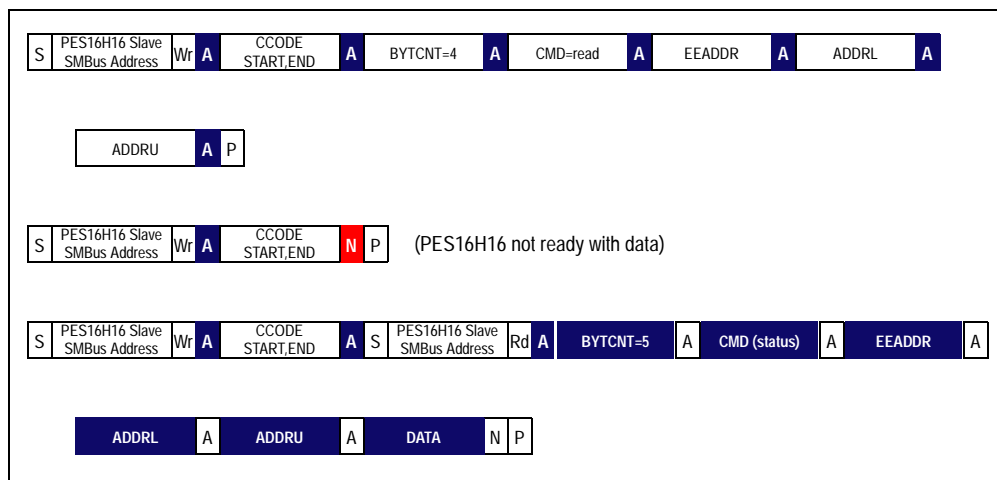 S PES16H16 Slave SMBus Address Wr A CCODE START,END A BYTCNT=4 A CMD=read A EEADDR A ADDRL A
ADDRU A P
S PES16H16 Slave SMBus Address Wr A CCODE START,END N P (PES16H16 not ready with data)
S PES16H16 Slave SMBus Address Wr A CCODE START,END A S PES16H16 Slave SMBus Address Rd A BYTCNT=5 A CMD (status) A EEADDR A
ADDRL A ADDRU A DATA N P